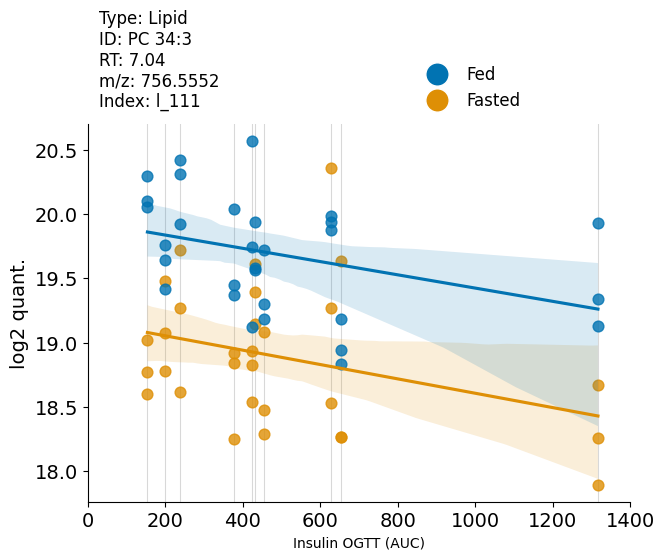 Type: Lipid
ID: PC 34:3
RT: 7.04
m/z: 756.5552
Index: l_111
Fed
Fasted
20.5
20.0
19.5
19.0
18.5
18.0
log2 quant.
0 200 400 600 800 1000 1200 1400
Insulin OGTT (AUC)